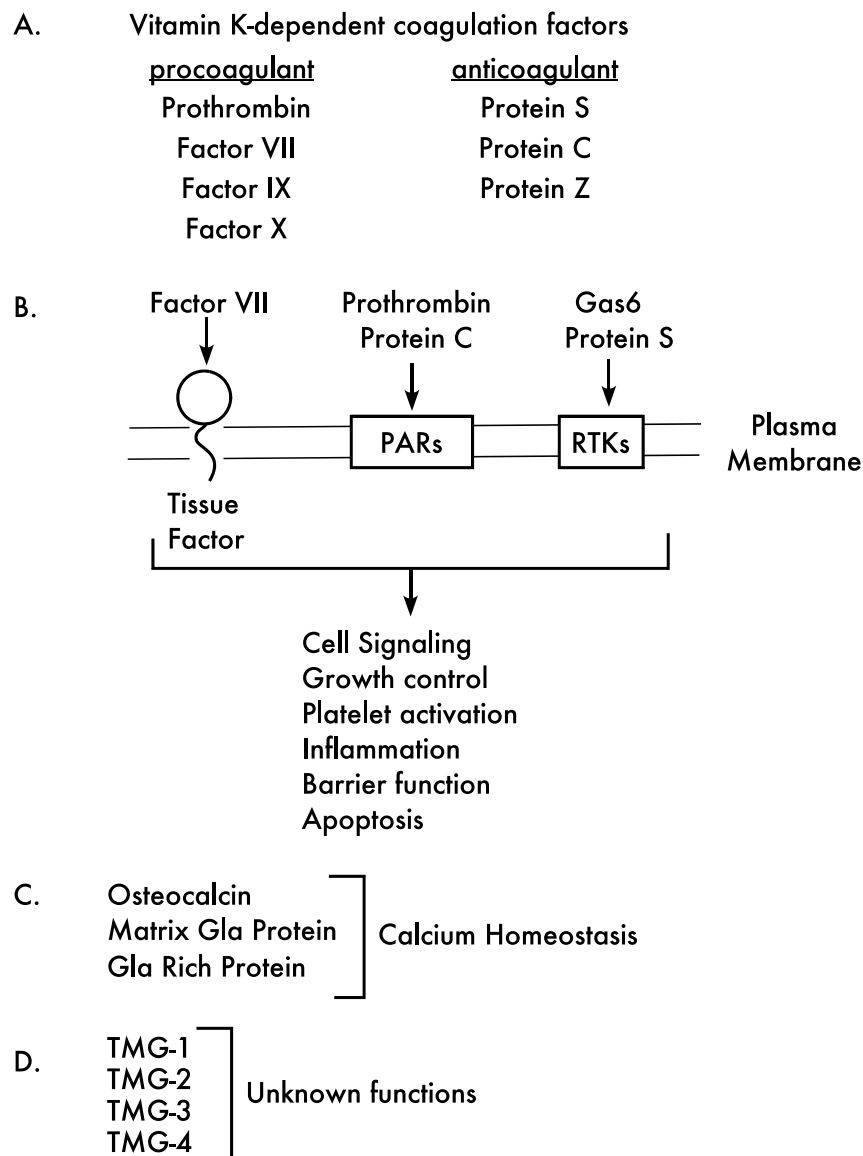 A. Vitamin K-dependent coagulation factors
procoagulant anticoagulant
Prothrombin Protein S
Factor VII Protein C
Factor IX Protein Z
Factor X
B. Factor VII Prothrombin Gas6
Protein C Protein S
PARs RTKs Plasma
Membrane
Tissue
Factor
Cell Signaling
Growth control
Platelet activation
Inflammation
Barrier function
Apoptosis
C. Osteocalcin
Matrix Gla Protein Calcium Homeostasis
Gla Rich Protein
D. TMG-1
TMG-2 Unknown functions
TMG-3
TMG-4